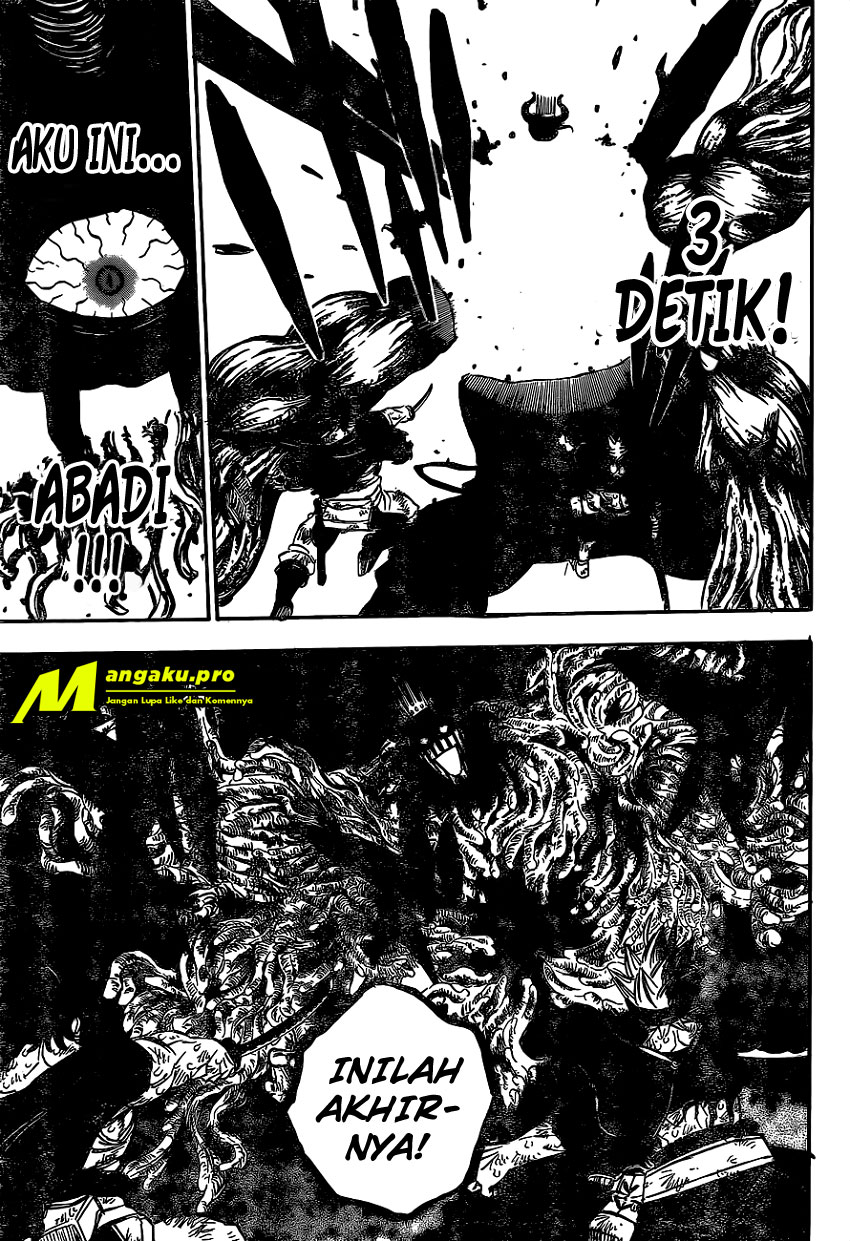 3
DETIK!
AKU INI...
ABADI
!!!
Mangaku.pro
Jangan Lupa Like dan Komennya
INILAH
AKHIR-
NYA!